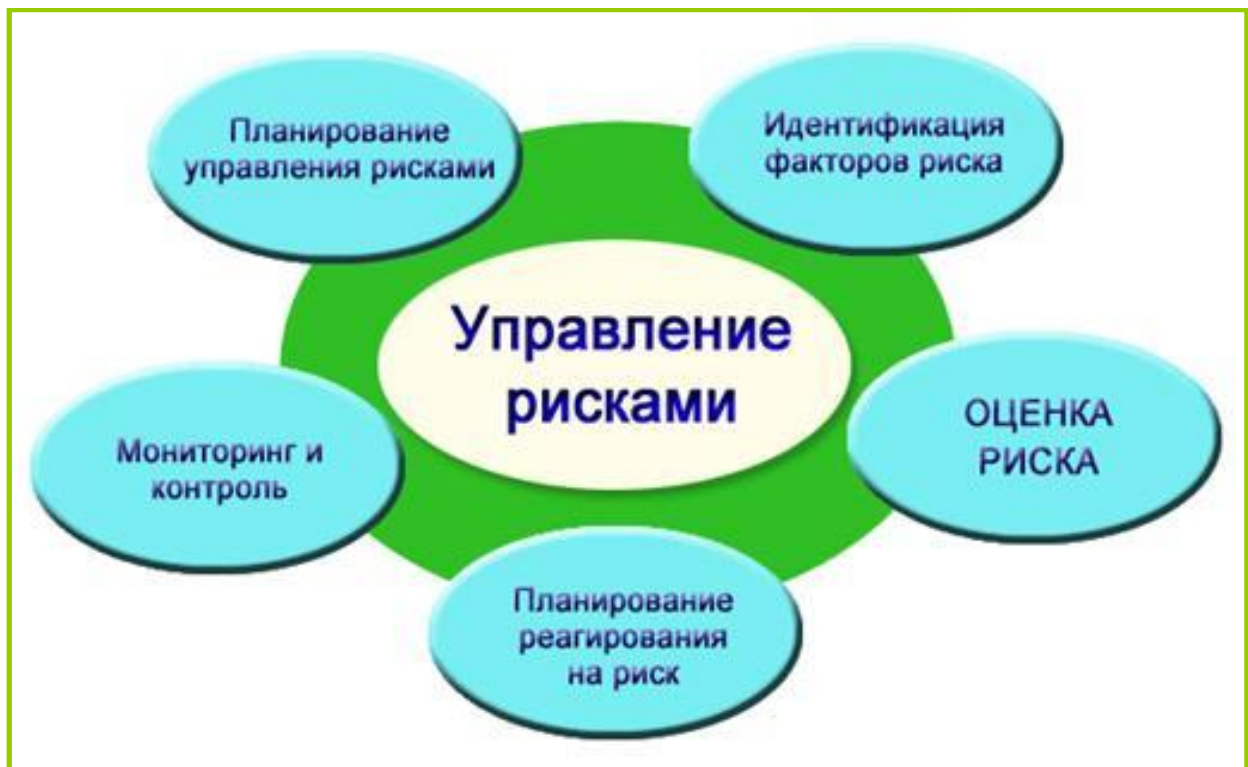 Планирование
управления рисками
Идентификация
факторов риска
Управление
рисками
ОЦЕНКА
РИСКА
Мониторинг и
контроль
Планирование
реагирования
на риск